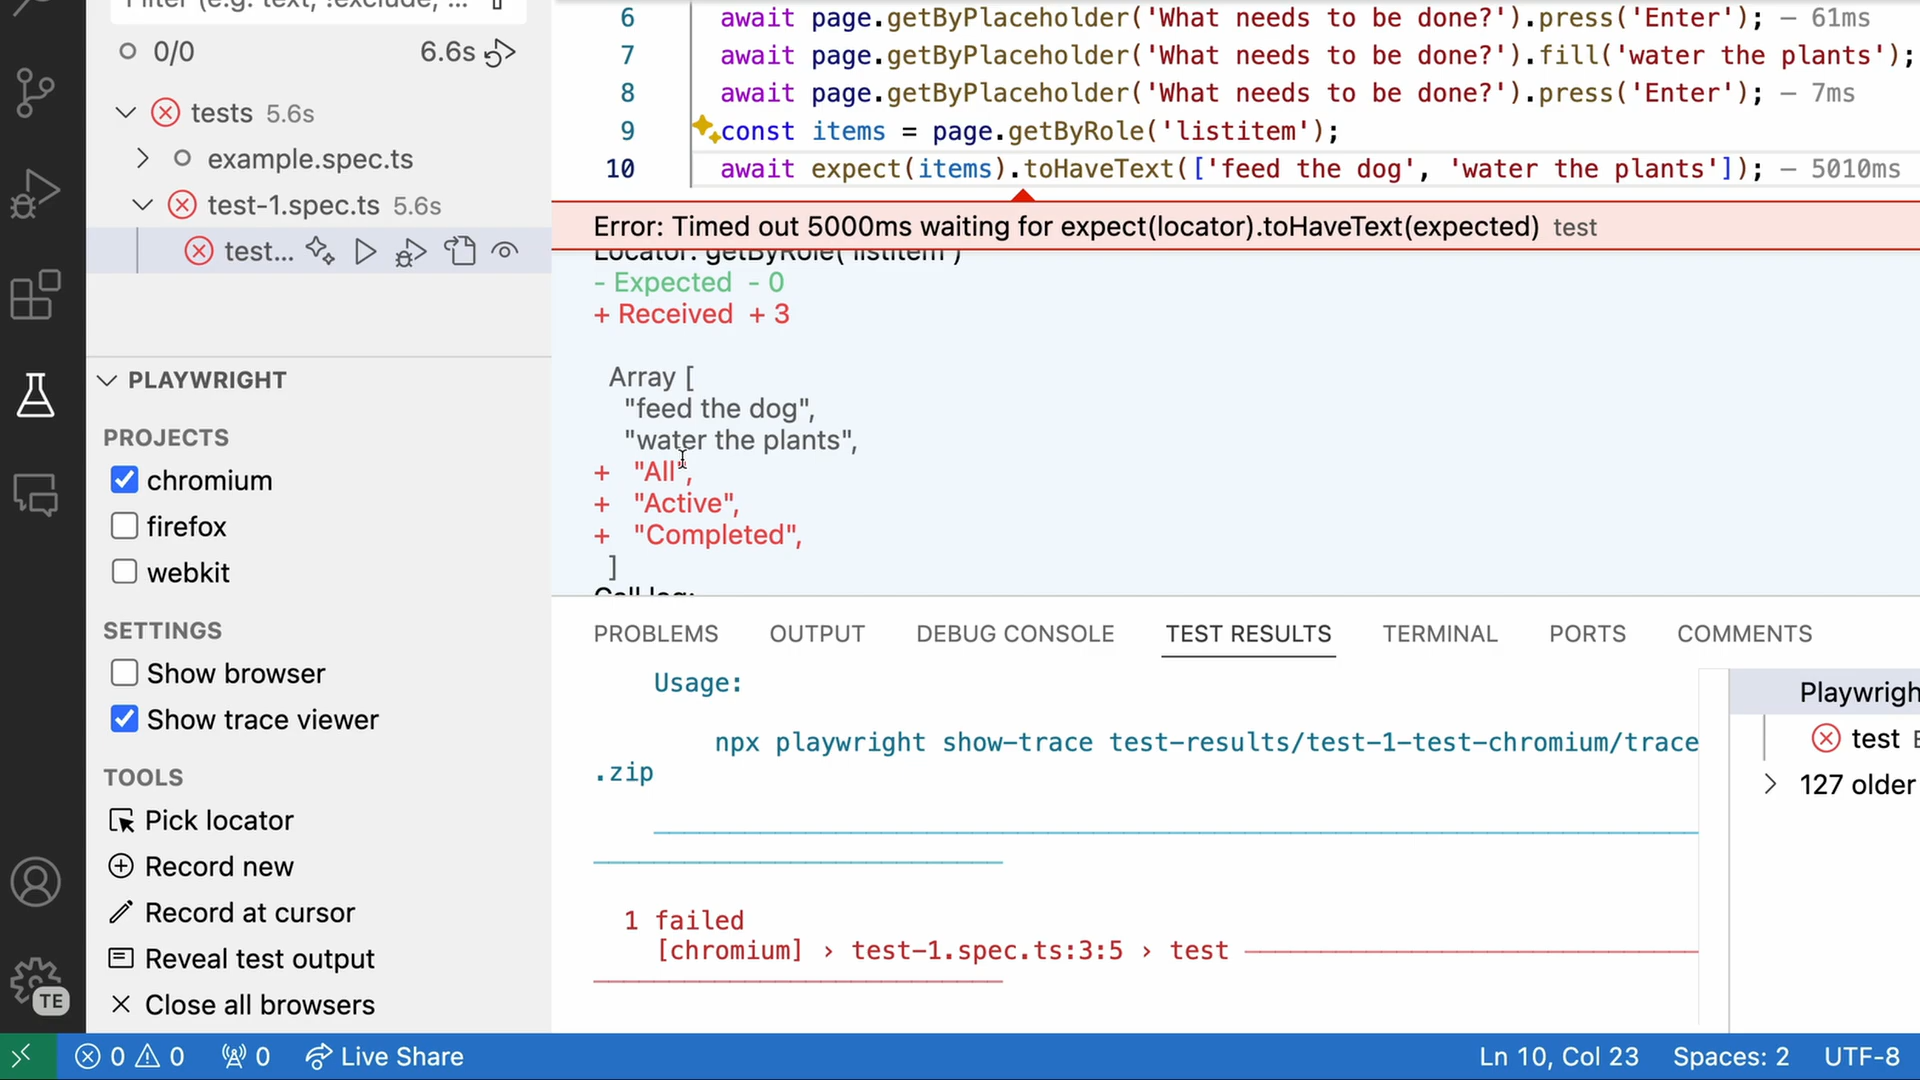 Filter (e.g. text, !exclude, ...
0/0
6.6s
tests 5.6s
example.spec.ts
test-1.spec.ts 5.6s
test...
PLAYWRIGHT
PROJECTS
chromium
firefox
webkit
SETTINGS
Show browser
Show trace viewer
TOOLS
Pick locator
Record new
Record at cursor
Reveal test output
Close all browsers
TE
6 await page.getByPlaceholder('What needs to be done?').press('Enter'); — 61ms
7 await page.getByPlaceholder('What needs to be done?').fill('water the plants');
8 await page.getByPlaceholder('What needs to be done?').press('Enter'); — 7ms
9 const items = page.getByRole('listitem');
10 await expect(items).toHaveText(['feed the dog', 'water the plants']); — 5010ms
Error: Timed out 5000ms waiting for expect(locator).toHaveText(expected) test
Locator: getByRole('listitem')
- Expected - 0
+ Received + 3
Array [
"feed the dog",
"water the plants",
+ "All",
+ "Active",
+ "Completed",
]
Call log:
PROBLEMS OUTPUT DEBUG CONSOLE TEST RESULTS TERMINAL PORTS COMMENTS
Usage:
npx playwright show-trace test-results/test-1-test-chromium/trace
.zip
1 failed
[chromium] › test-1.spec.ts:3:5 › test
Playwrigh
test
127 older
0 0 0 Live Share
Ln 10, Col 23 Spaces: 2 UTF-8